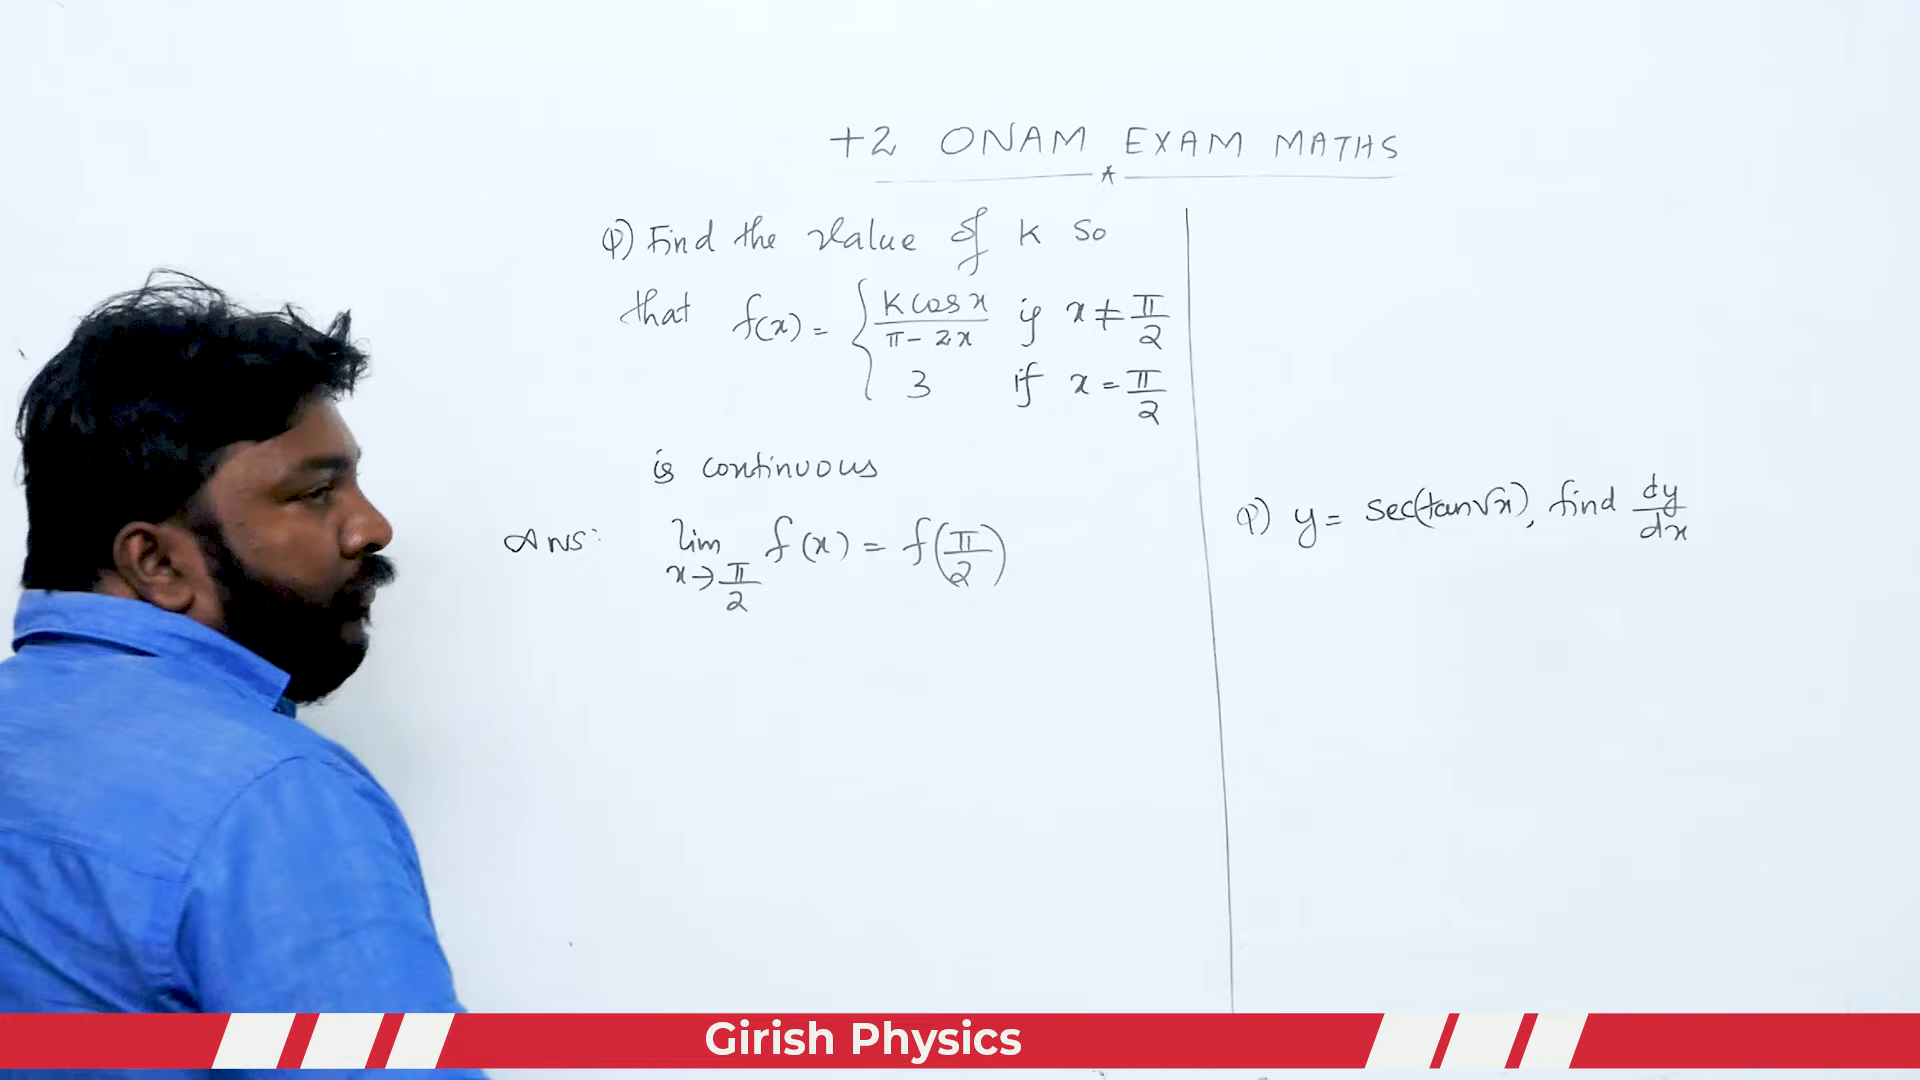 +2 ONAM EXAM MATHS
Q) Find the value of k so
that f(x) = { k cos x / π - 2x if x ≠ π/2
3 if x = π/2
is continuous
Ans: lim x→π/2 f(x) = f(π/2)
Q) y = sec(tan√x), find dy/dx
Girish Physics